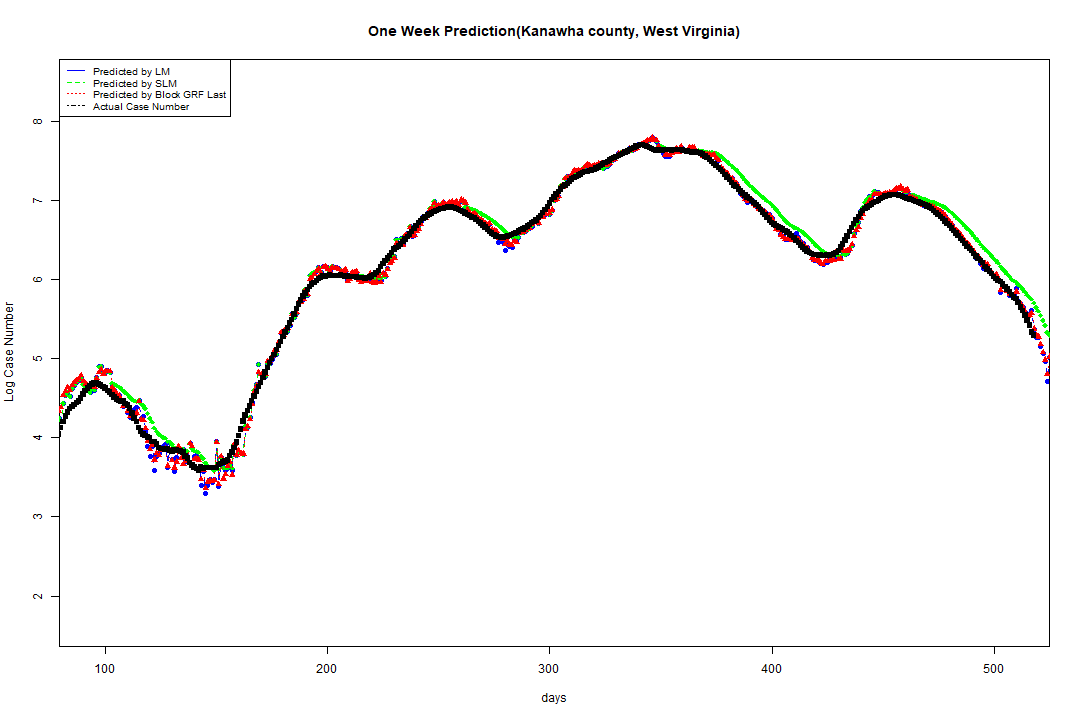 One Week Prediction(Kanawha county, West Virginia)
Predicted by LM
Predicted by SLM
Predicted by Block GRF Last
Actual Case Number
8
7
6
5
4
3
2
Log Case Number
100 200 300 400 500
days